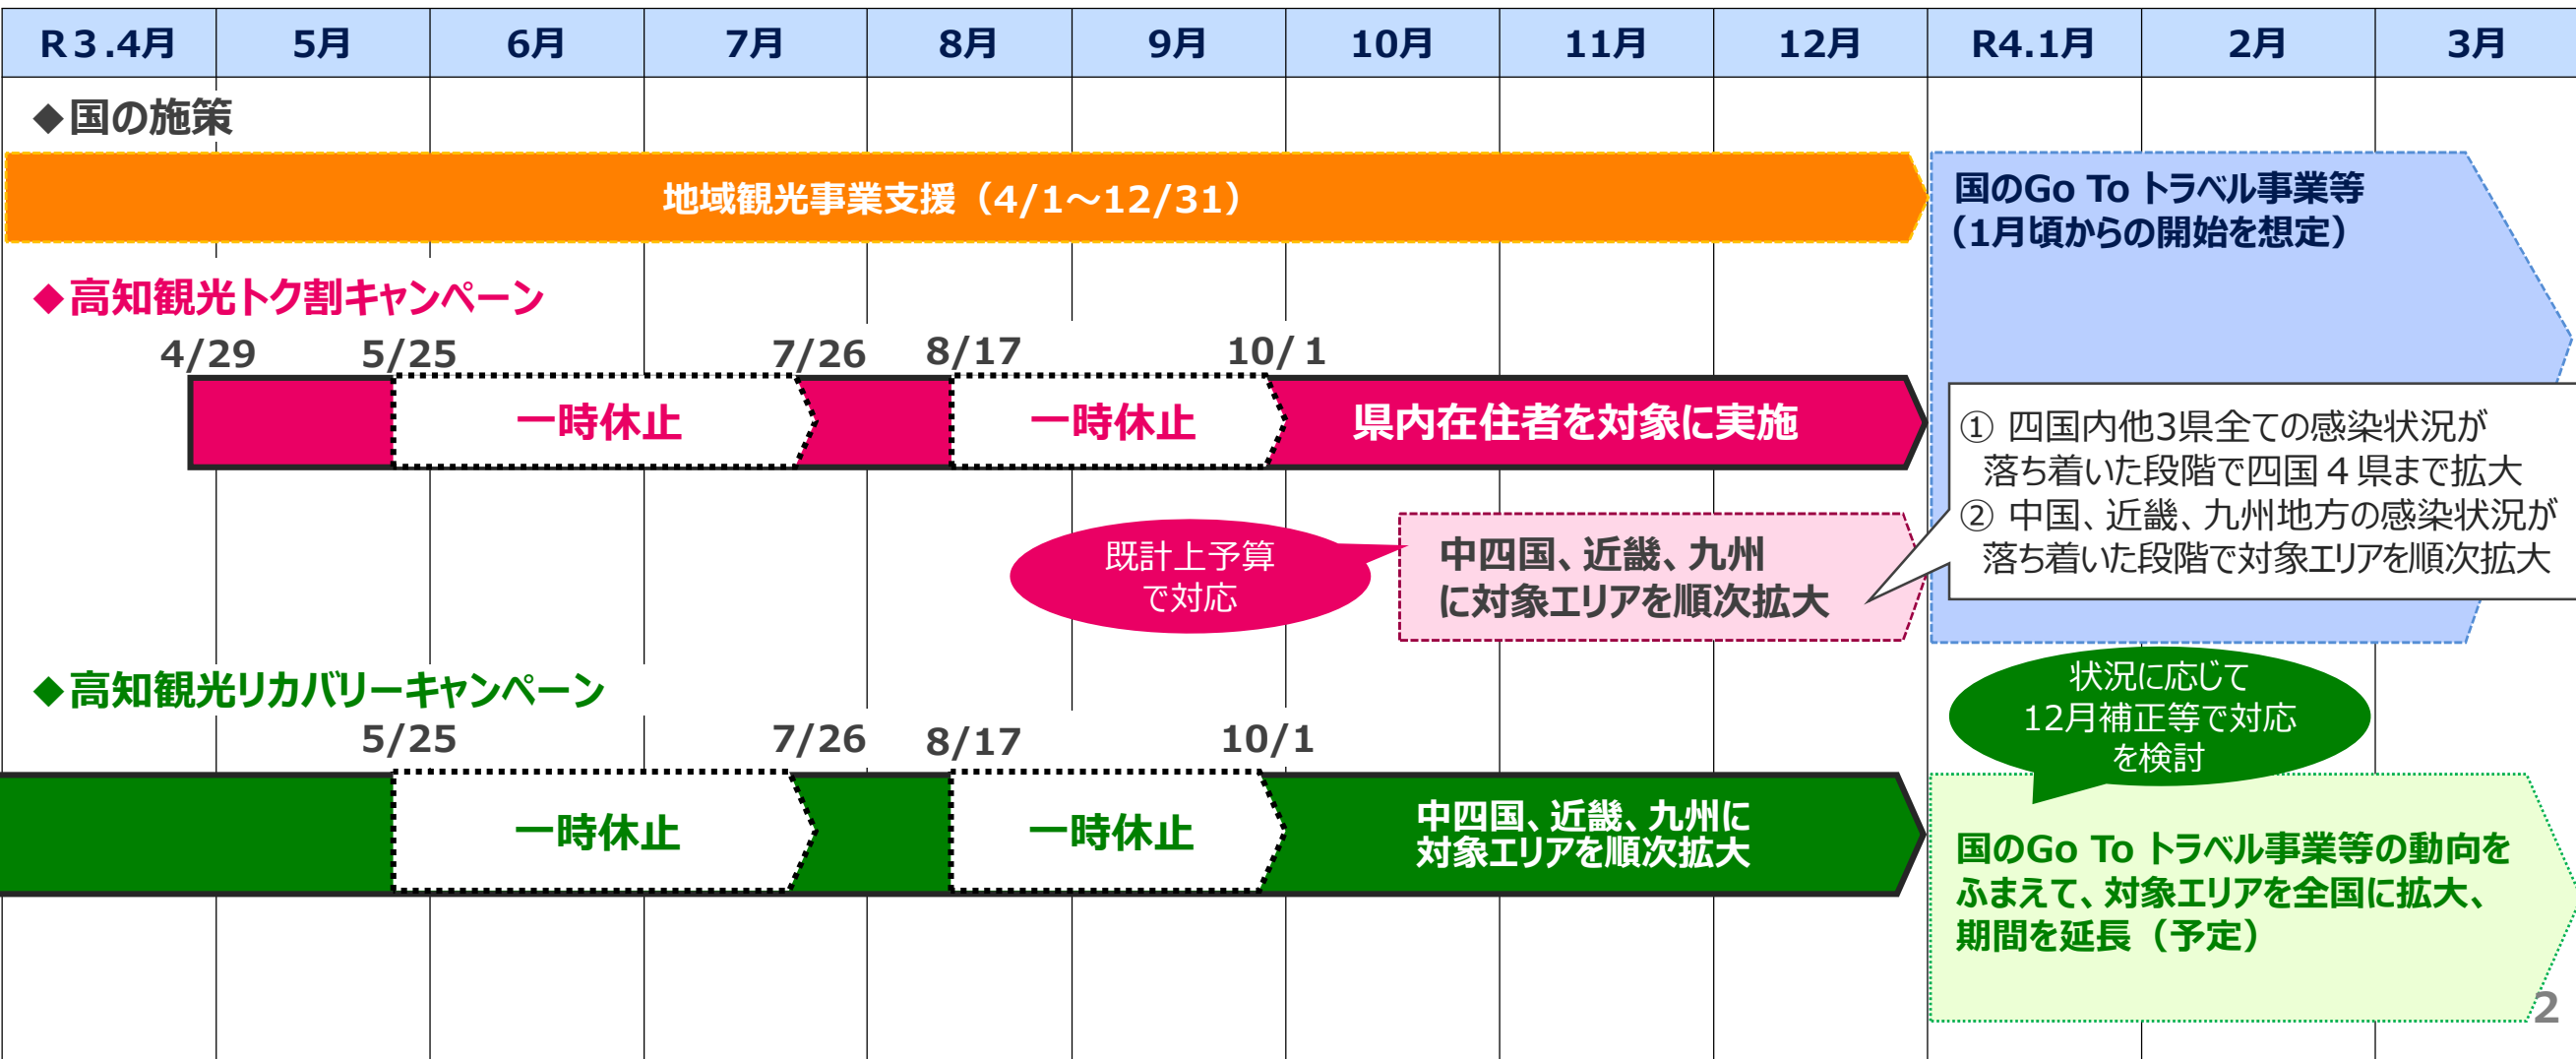 R３.4月 5月 6月 7月 8月 9月 10月 11月 12月 R4.1月 2月 3月
◆国の施策
地域観光事業支援（4/1～12/31）
国のGo To トラベル事業等
（1月頃からの開始を想定）
◆高知観光トク割キャンペーン
4/29 5/25 7/26 8/17 10/１
一時休止 一時休止 県内在住者を対象に実施
① 四国内他3県全ての感染状況が
落ち着いた段階で四国４県まで拡大
② 中国、近畿、九州地方の感染状況が
落ち着いた段階で対象エリアを順次拡大
既計上予算
で対応
中四国、近畿、九州
に対象エリアを順次拡大
◆高知観光リカバリーキャンペーン
5/25 7/26 8/17 10/1
一時休止 一時休止
中四国、近畿、九州に
対象エリアを順次拡大
状況に応じて
12月補正等で対応
を検討
国のGo To トラベル事業等の動向を
ふまえて、対象エリアを全国に拡大、
期間を延長（予定）
2